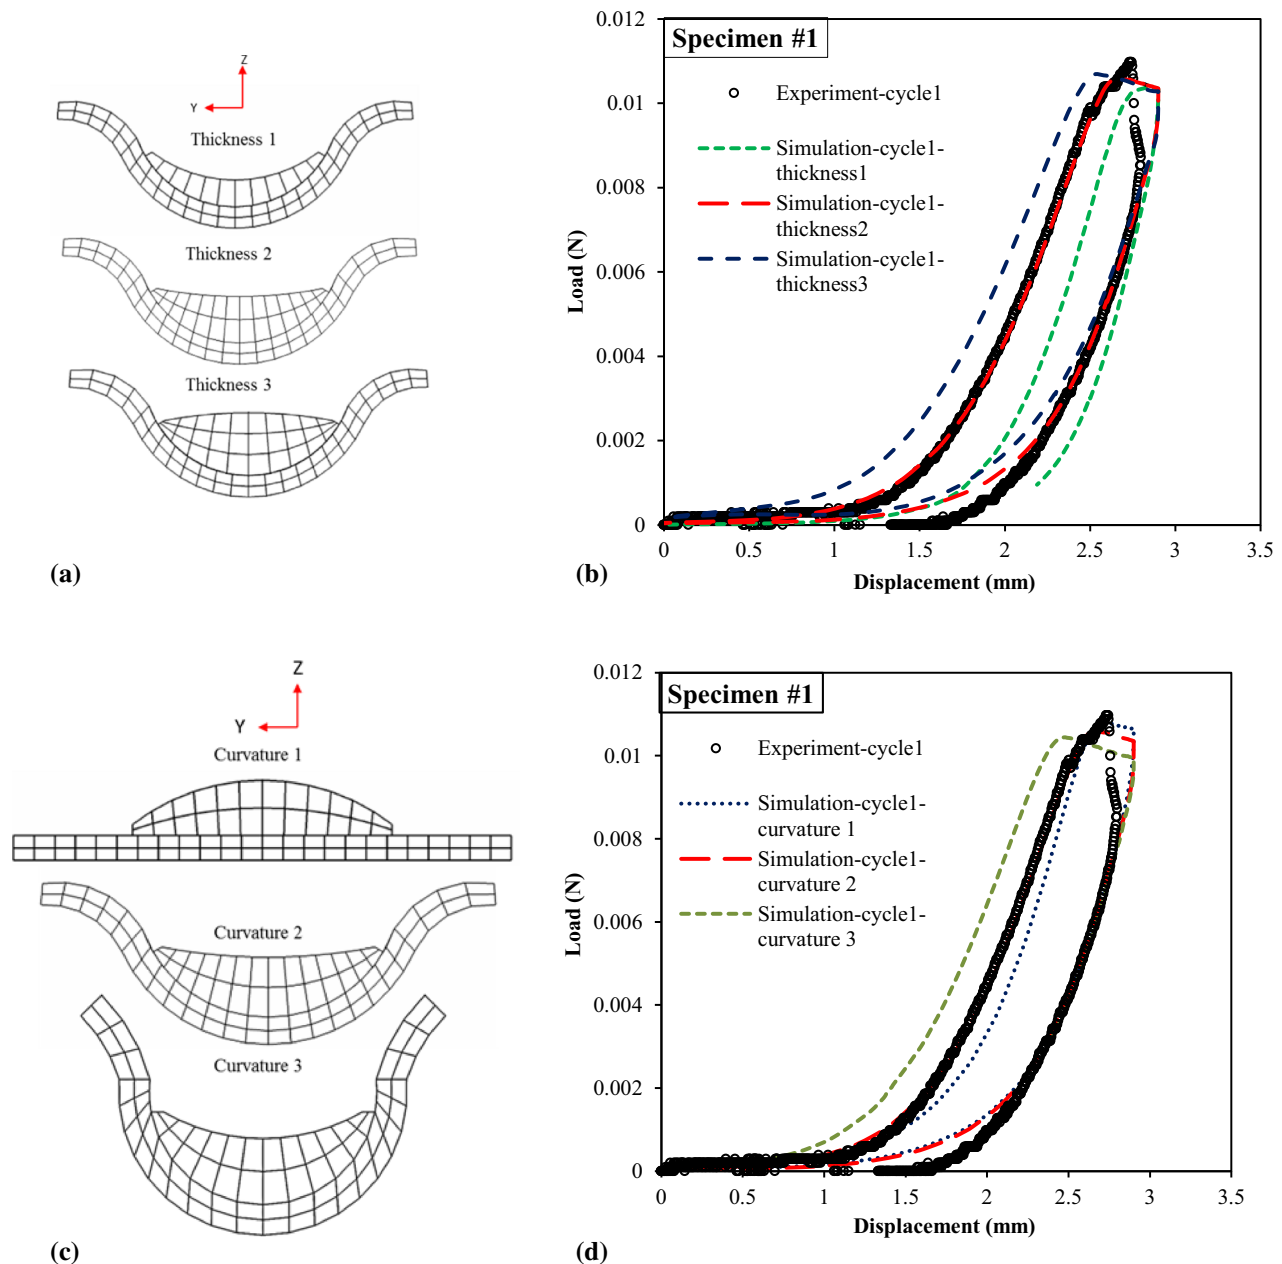 Z
Y
Thickness 1
Thickness 2
Thickness 3
(a)
Specimen #1
Experiment-cycle1
Simulation-cycle1-
thickness1
Simulation-cycle1-
thickness2
Simulation-cycle1-
thickness3
Load (N)
0.012
0.01
0.008
0.006
0.004
0.002
0
0 0.5 1 1.5 2 2.5 3 3.5
Displacement (mm)
(b)
Z
Y
Curvature 1
Curvature 2
Curvature 3
(c)
Specimen #1
Experiment-cycle1
Simulation-cycle1-
curvature 1
Simulation-cycle1-
curvature 2
Simulation-cycle1-
curvature 3
Load (N)
0.012
0.01
0.008
0.006
0.004
0.002
0
0 0.5 1 1.5 2 2.5 3 3.5
Displacement (mm)
(d)